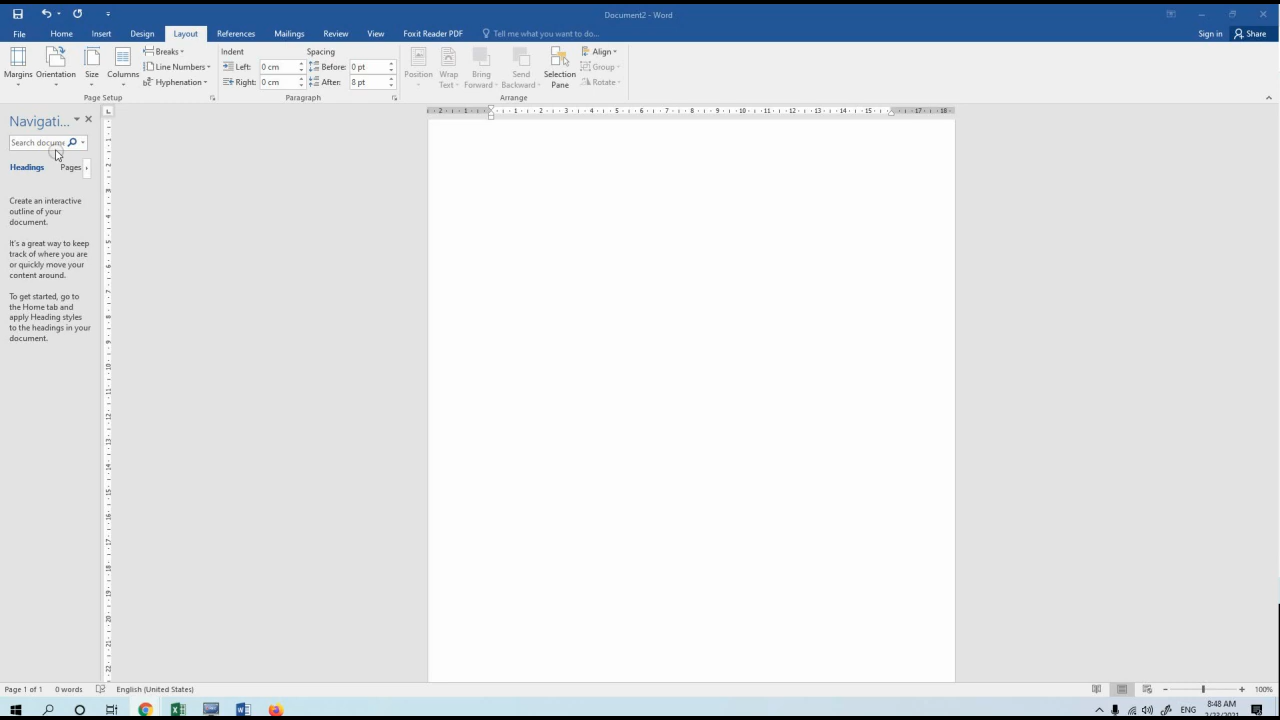 Document2 - Word
File Home Insert Design Layout References Mailings Review View Foxit Reader PDF Tell me what you want to do... Sign in Share
Margins Orientation Size Columns Breaks Line Numbers Hyphenation
Page Setup
Indent Spacing
Left: 0 cm Before: 0 pt
Right: 0 cm After: 8 pt
Paragraph
Position Wrap Text Bring Forward Send Backward Selection Pane Align Group Rotate
Arrange
Navigati...
Search docume
Headings Pages
Create an interactive
outline of your
document.
It's a great way to keep
track of where you are
or quickly move your
content around.
To get started, go to
the Home tab and
apply Heading styles
to the headings in your
document.
Page 1 of 1 0 words English (United States) 100%
ENG 8:48 AM